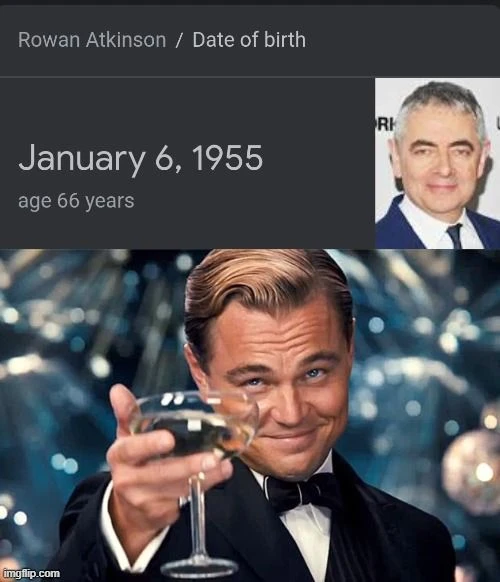 Rowan Atkinson / Date of birth
January 6, 1955
age 66 years
imgflip.com